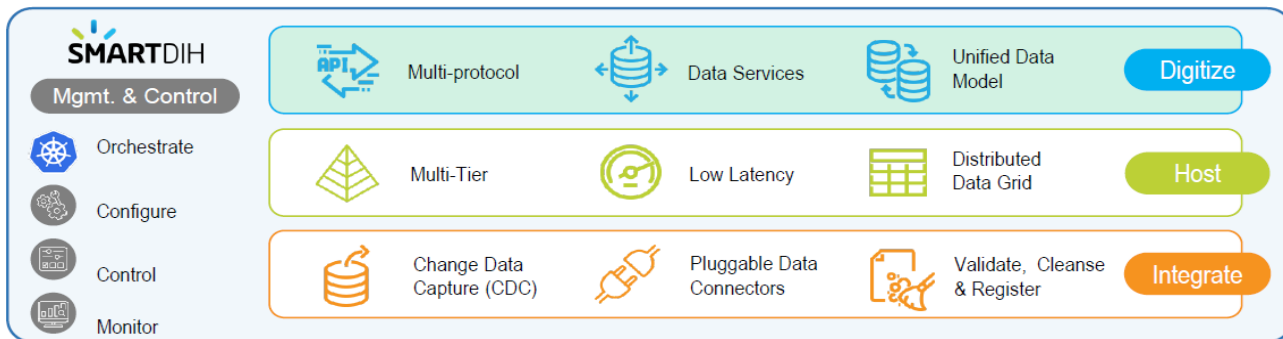 SMARTDIH
Mgmt. & Control
Orchestrate
Configure
Control
Monitor
API
Multi-protocol
Data Services
Unified Data
Model
Digitize
Multi-Tier
Low Latency
Distributed
Data Grid
Host
Change Data
Capture (CDC)
Pluggable Data
Connectors
Validate, Cleanse
& Register
Integrate